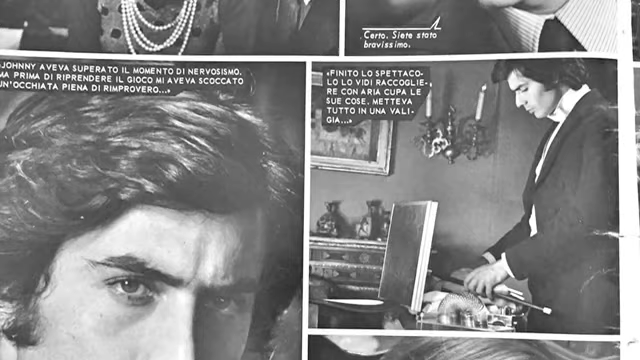 Certo. Siete stato
bravissimo.
«JOHNNY AVEVA SUPERATO IL MOMENTO DI NERVOSISMO.
MA PRIMA DI RIPRENDERE IL GIOCO MI AVEVA SCOCCATO
UN'OCCHIATA PIENA DI RIMPROVERO...»
«FINITO LO SPETTACO-
LO LO VIDI RACCOGLIE-
RE CON ARIA CUPA LE
SUE COSE, METTEVA
TUTTO IN UNA VALI-
GIA...»